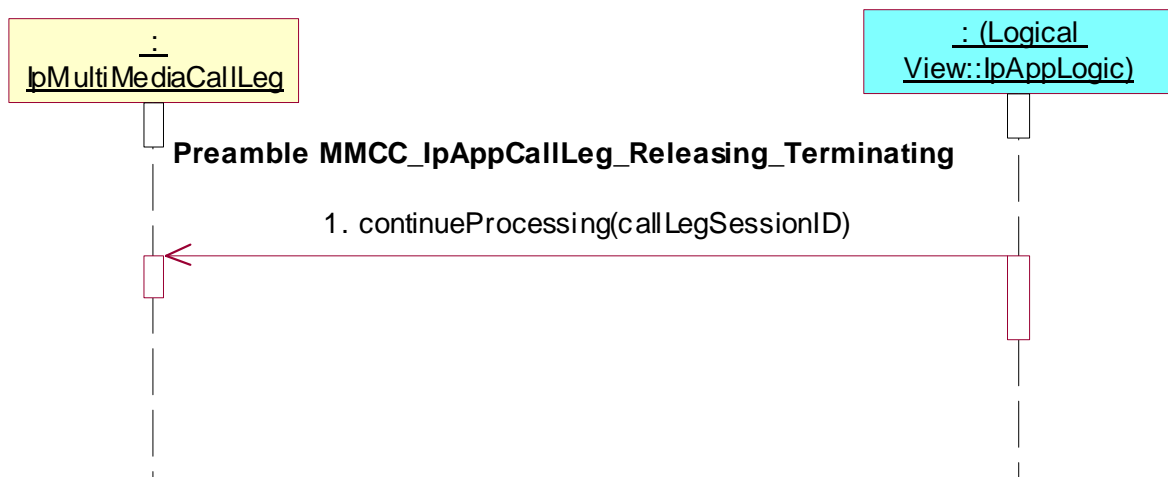 :
IpMultiMediaCallLeg
: (Logical
View::IpAppLogic)
Preamble MMCC_IpAppCallLeg_Releasing_Terminating
1. continueProcessing(callLegSessionID)